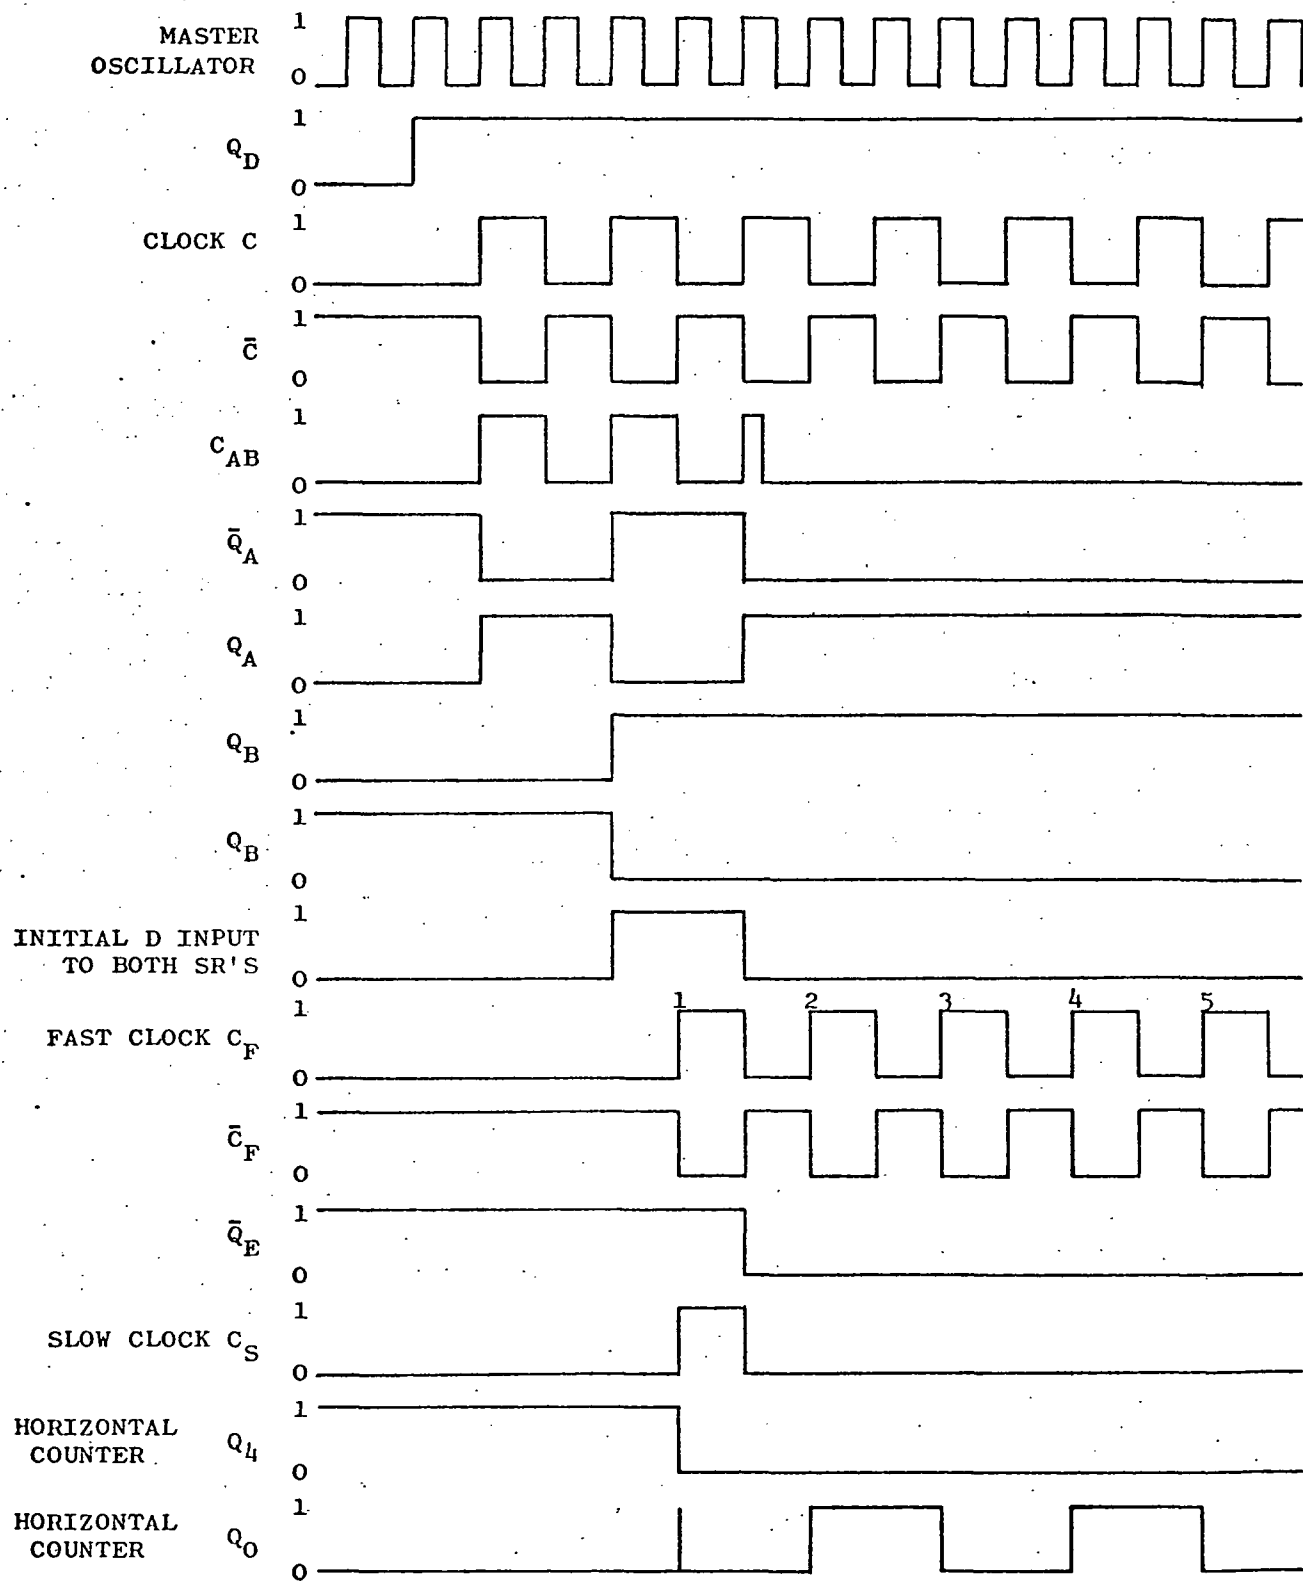 MASTER
OSCILLATOR
1
0
Q_D
1
0
CLOCK C
1
0
C̄
1
0
C_AB
1
0
Q̄_A
1
0
Q_A
1
0
Q_B
1
0
Q_B
1
0
INITIAL D INPUT
TO BOTH SR'S
1
0
1 2 3 4 5
FAST CLOCK C_F
1
0
C̄_F
1
0
Q̄_E
1
0
SLOW CLOCK C_S
1
0
HORIZONTAL
COUNTER Q_4
1
0
HORIZONTAL
COUNTER Q_O
1
0